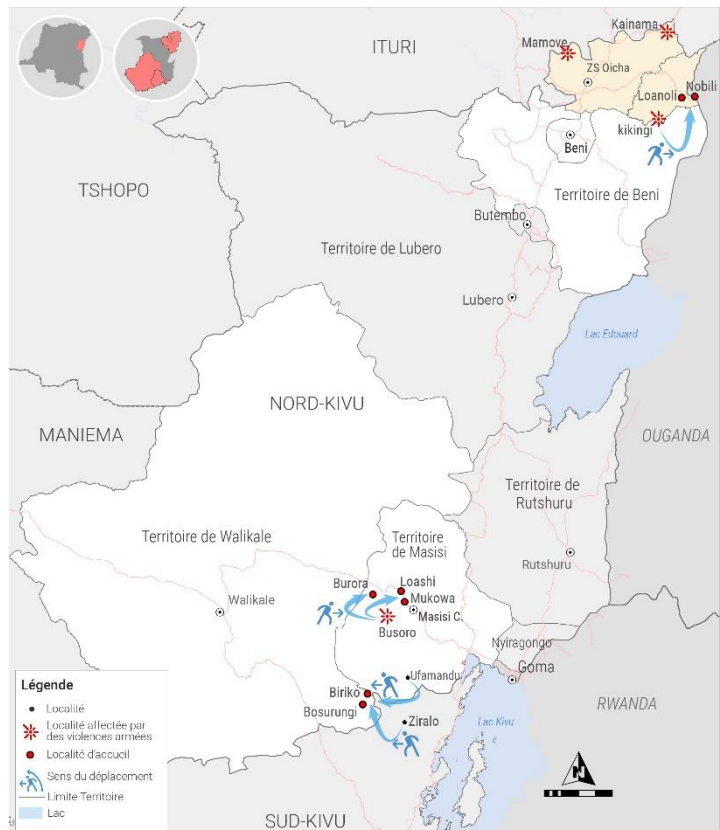 ITURI
Kainama
Mamove
ZS Oicha
Loanoli
Nobili
kikingi
Beni
TSHOPO
Territoire de Beni
Butembo
Territoire de Lubero
Lubero
Lac Edouard
NORD-KIVU
MANIEMA
OUGANDA
Territoire de
Rutshuru
Territoire de Walikale
Territoire
de Masisi
Rutshuru
Burora
Loashi
Mukowa
Walikale
Masisi C.
Busoro
Nyiragongo
Goma
Ufamandu
Biriko
Bosurungi
Ziralo
Lac Kivu
RWANDA
SUD-KIVU
N
Légende
Localité
Localité affectée par
des violences armées
Localité d'accueil
Sens du déplacement
Limite Territoire
Lac